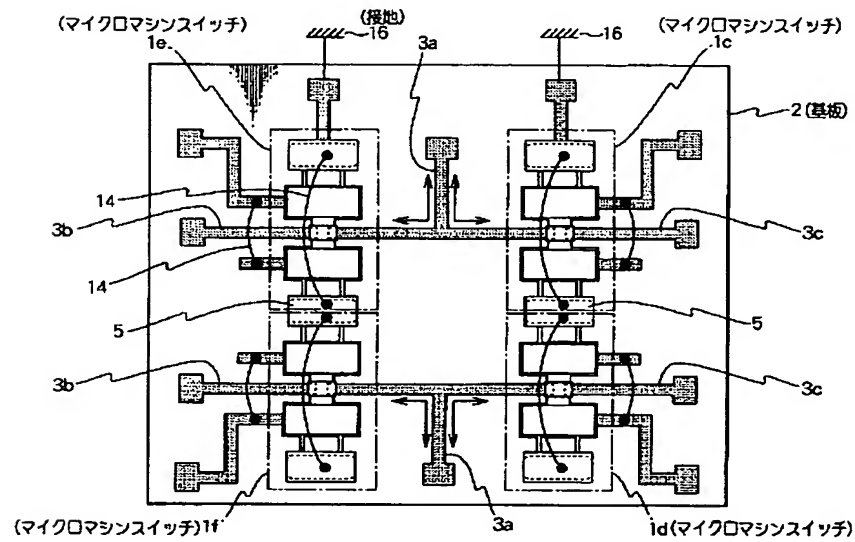 (接地)
(マイクロマシンスイッチ) 16 3a 16 (マイクロマシンスイッチ)
1e 1c
2(基板)
14
3b 3c
14
5 5
3b 3c
(マイクロマシンスイッチ)1f 3a 1d(マイクロマシンスイッチ)